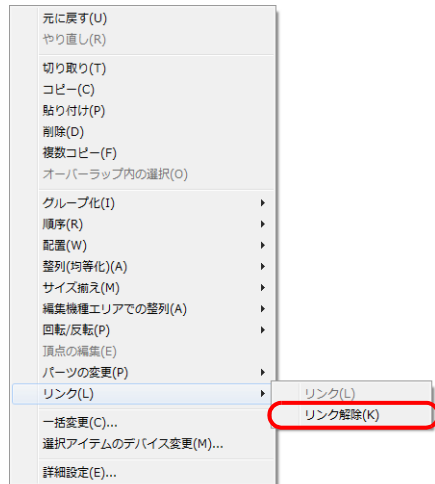 元に戻す(U)
やり直し(R)
切り取り(T)
コピー(C)
貼り付け(P)
削除(D)
複数コピー(F)
オーバーラップ内の選択(O)
グループ化(I)
順序(R)
配置(W)
整列(均等化)(A)
サイズ揃え(M)
編集機種エリアでの整列(A)
回転/反転(P)
頂点の編集(E)
パーツの変更(P)
リンク(L)
リンク(L)
リンク解除(K)
一括変更(C)...
選択アイテムのデバイス変更(M)...
詳細設定(E)...